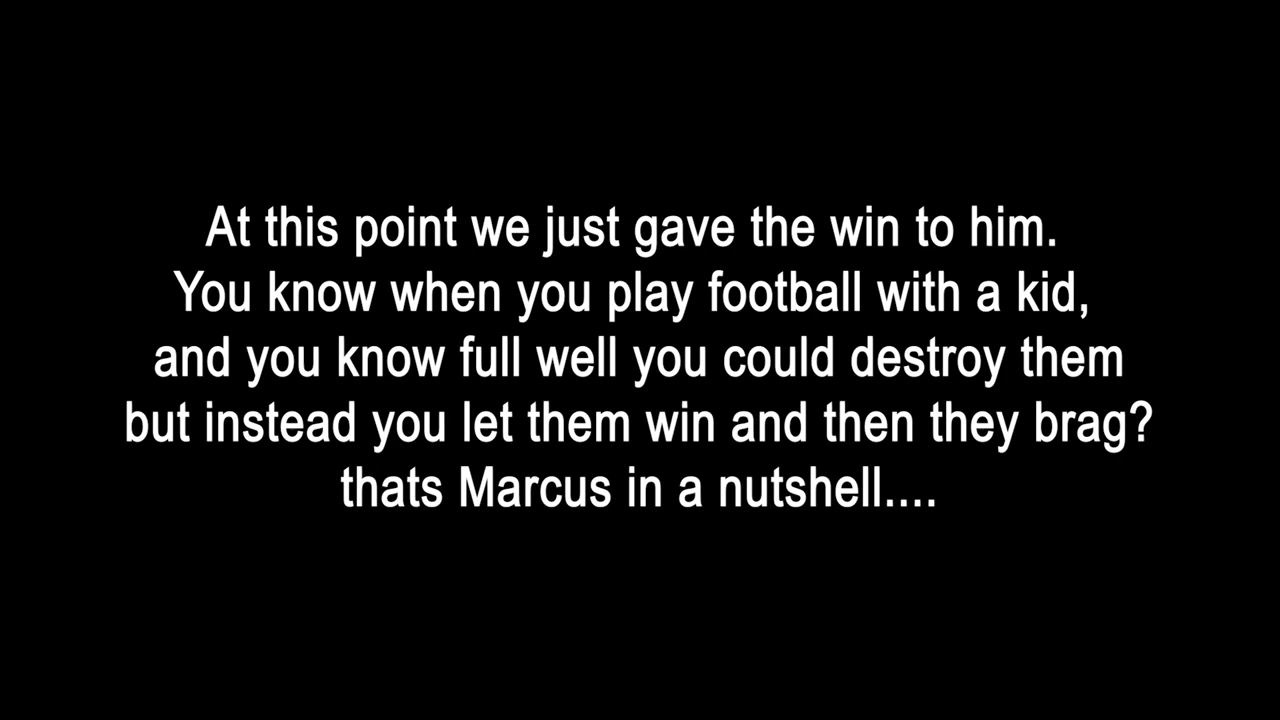 At this point we just gave the win to him.
You know when you play football with a kid,
and you know full well you could destroy them
but instead you let them win and then they brag?
thats Marcus in a nutshell....